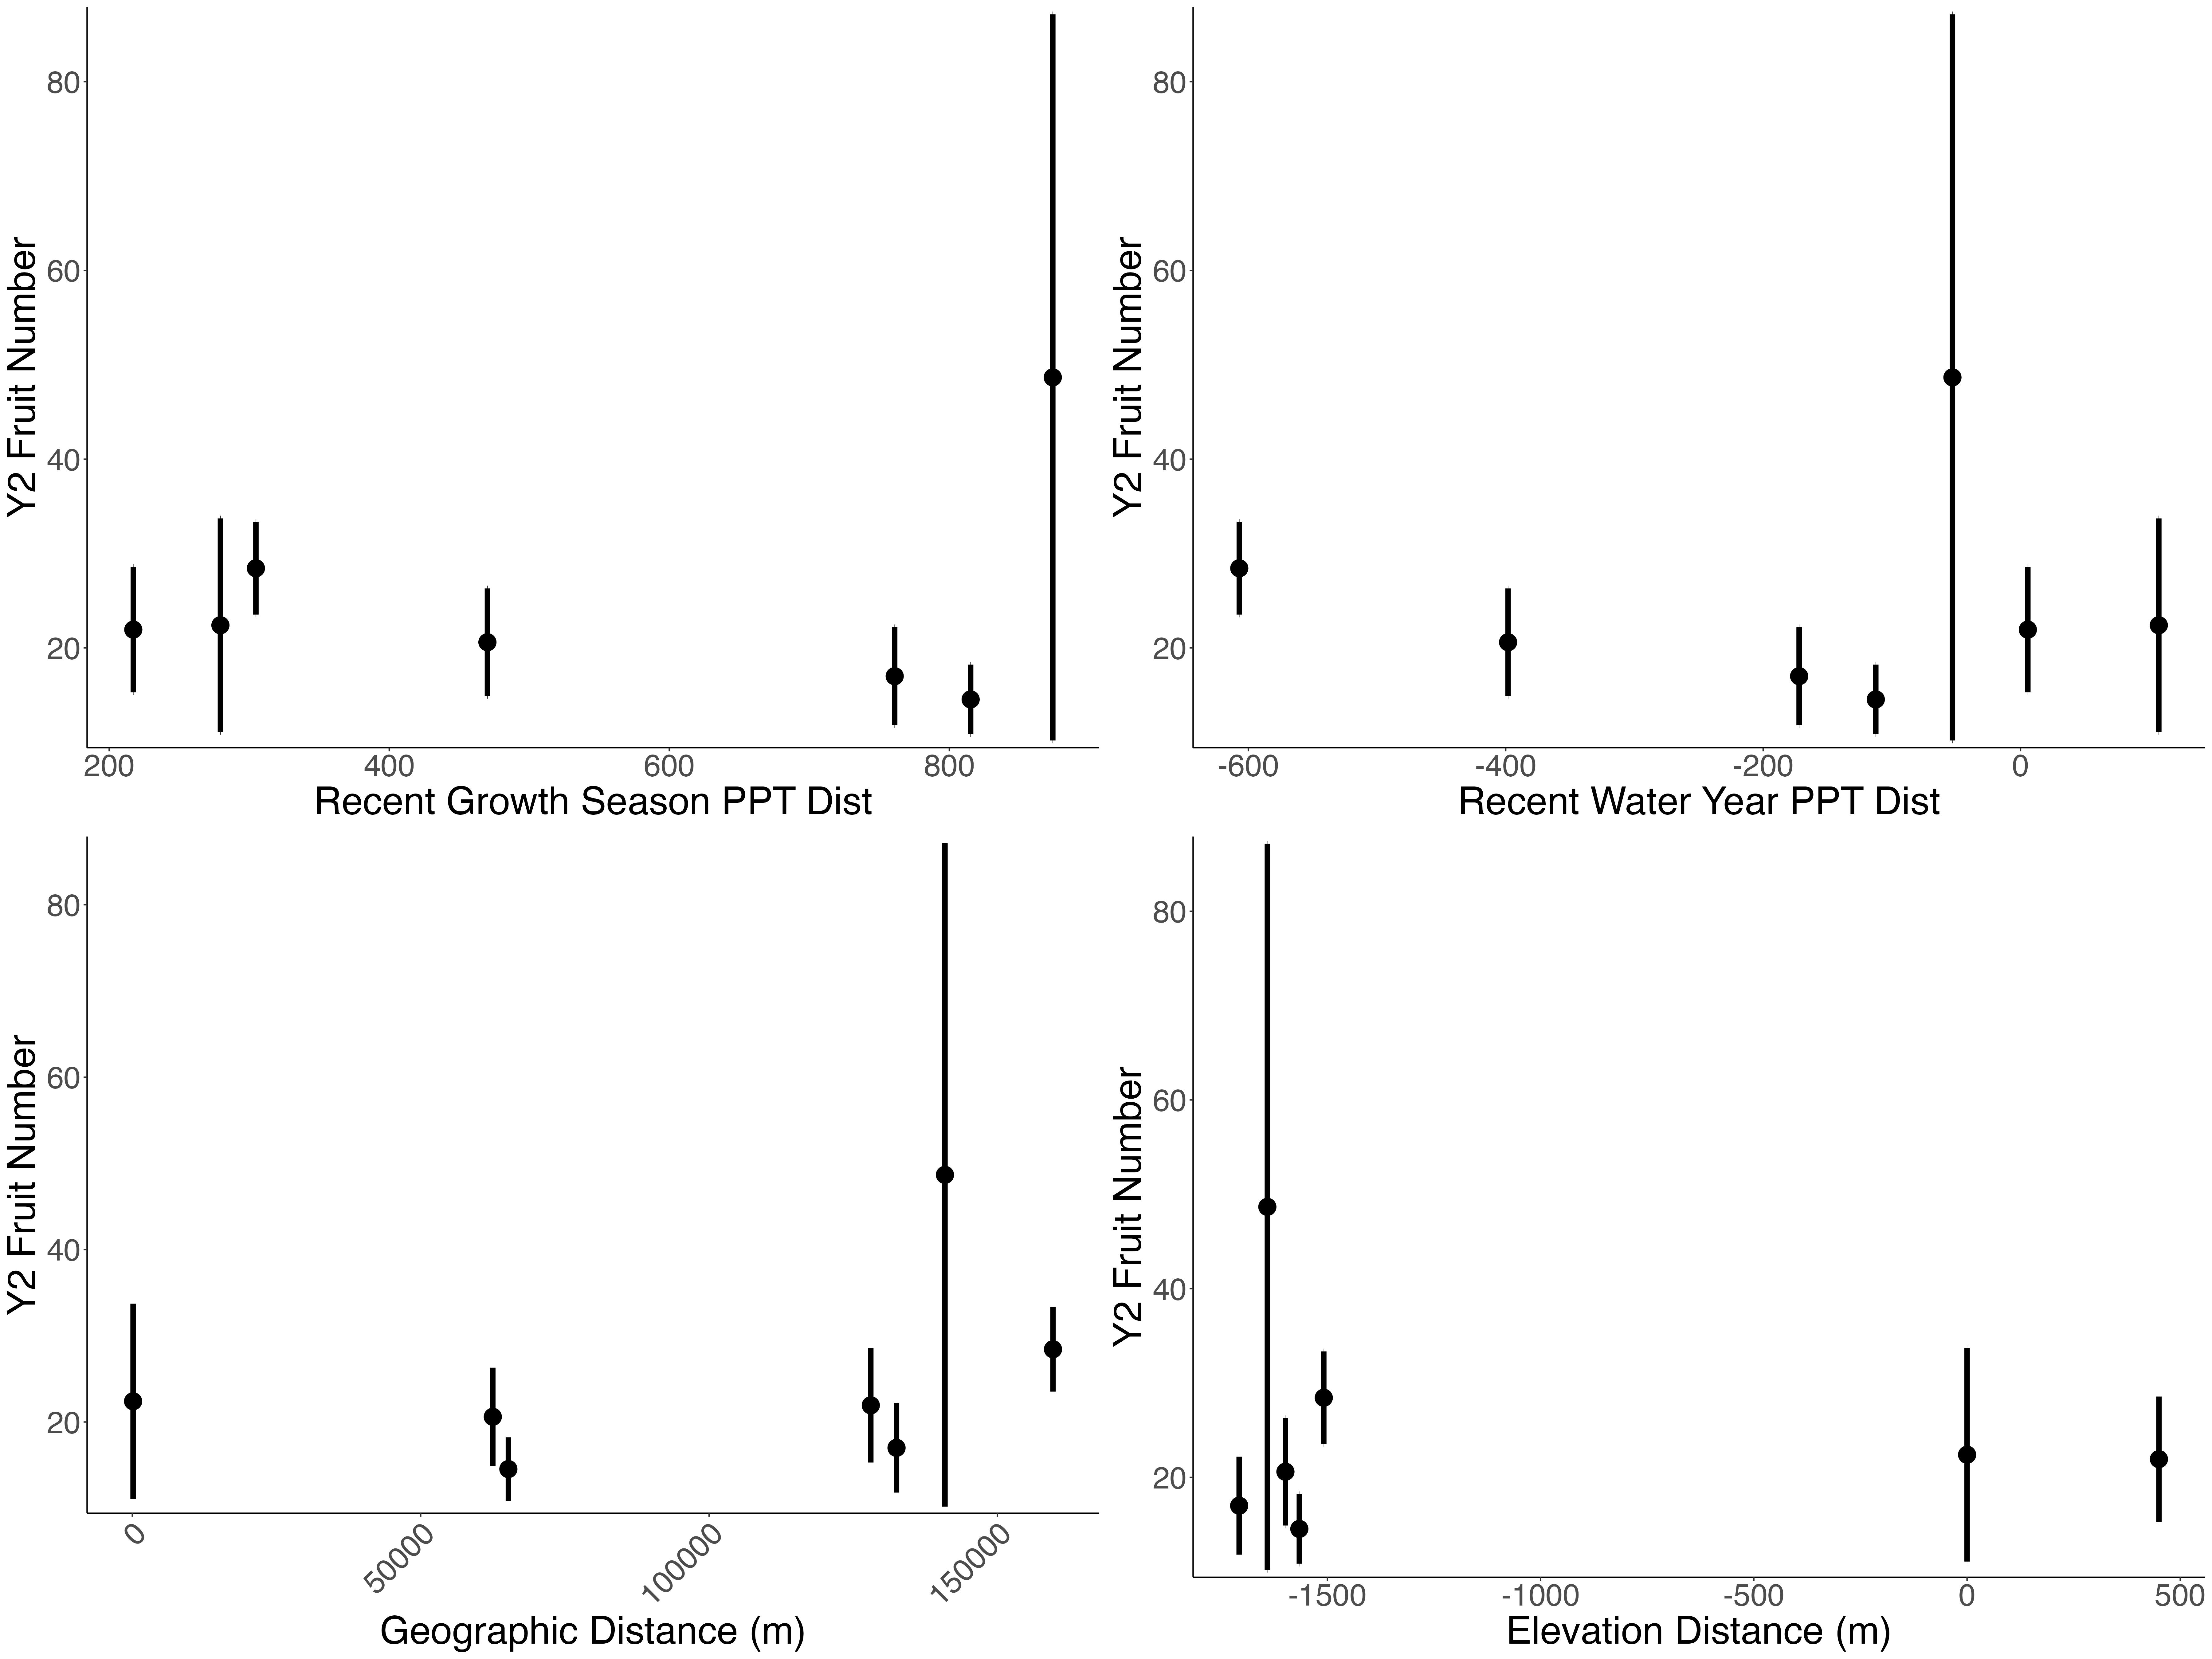 Y2 Fruit Number
80
60
40
20
200 400 600 800
Recent Growth Season PPT Dist
Y2 Fruit Number
80
60
40
20
-600 -400 -200 0
Recent Water Year PPT Dist
Y2 Fruit Number
80
60
40
20
0 50000 100000 150000
Geographic Distance (m)
Y2 Fruit Number
80
60
40
20
-1500 -1000 -500 0 500
Elevation Distance (m)